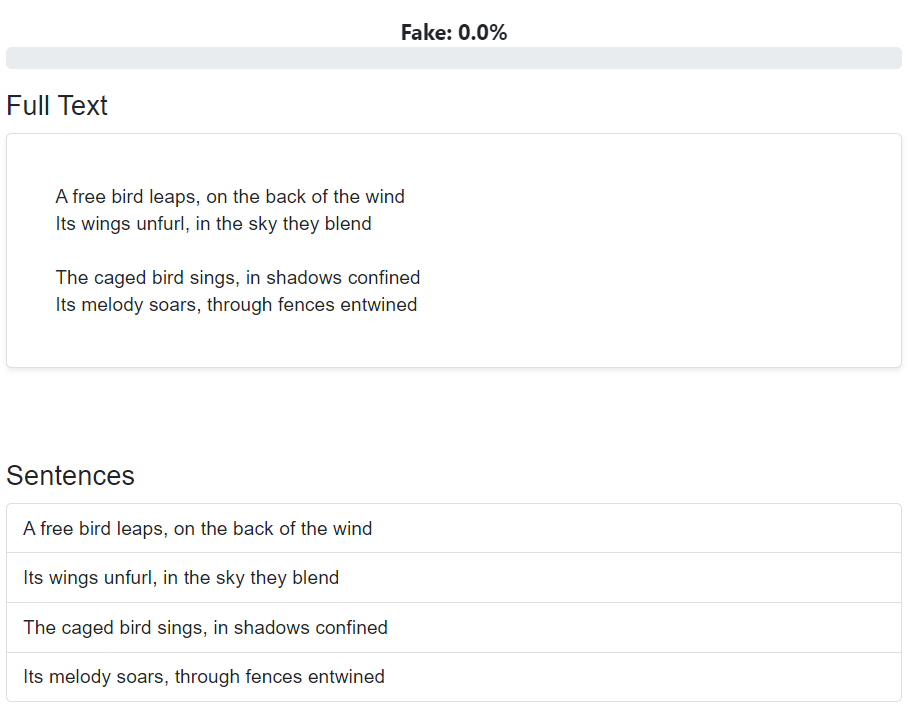 Fake: 0.0%
Full Text
A free bird leaps, on the back of the wind
Its wings unfurl, in the sky they blend
The caged bird sings, in shadows confined
Its melody soars, through fences entwined
Sentences
A free bird leaps, on the back of the wind
Its wings unfurl, in the sky they blend
The caged bird sings, in shadows confined
Its melody soars, through fences entwined